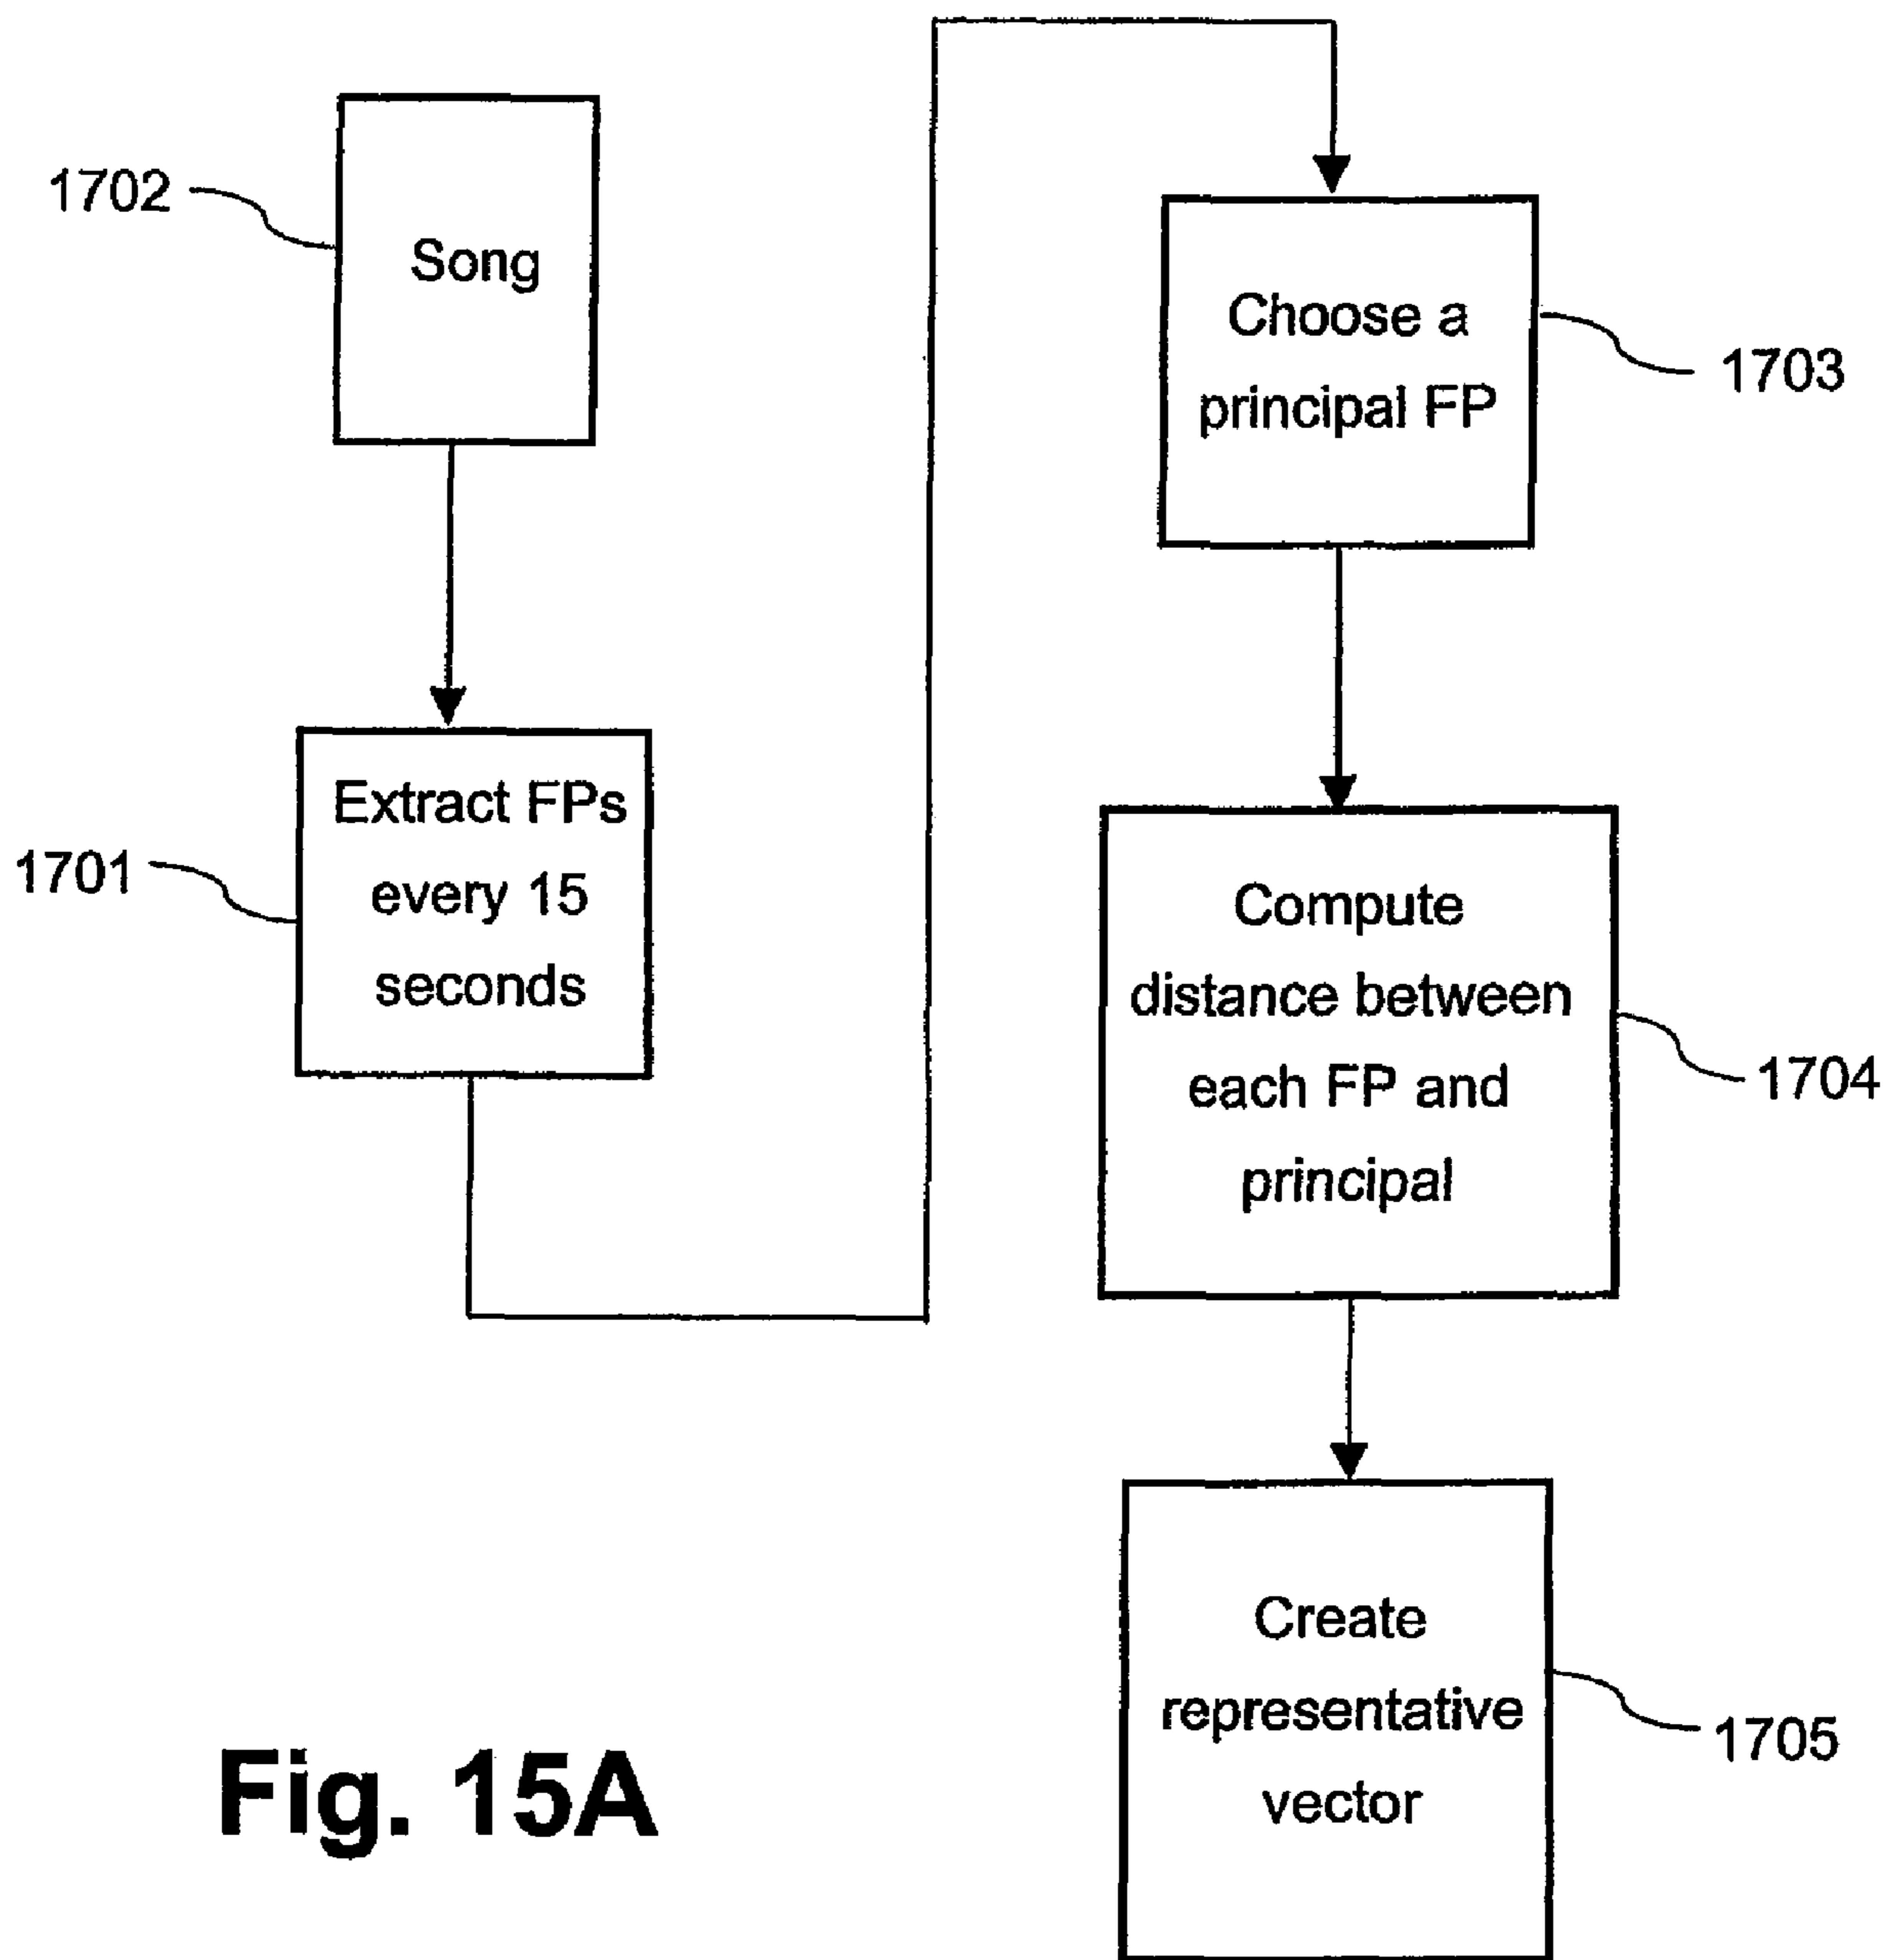 1702
Song
1701
Extract FPs
every 15
seconds
Choose a
principal FP
1703
Compute
distance between
each FP and
principal
1704
Create
representative
vector
1705
Fig. 15A